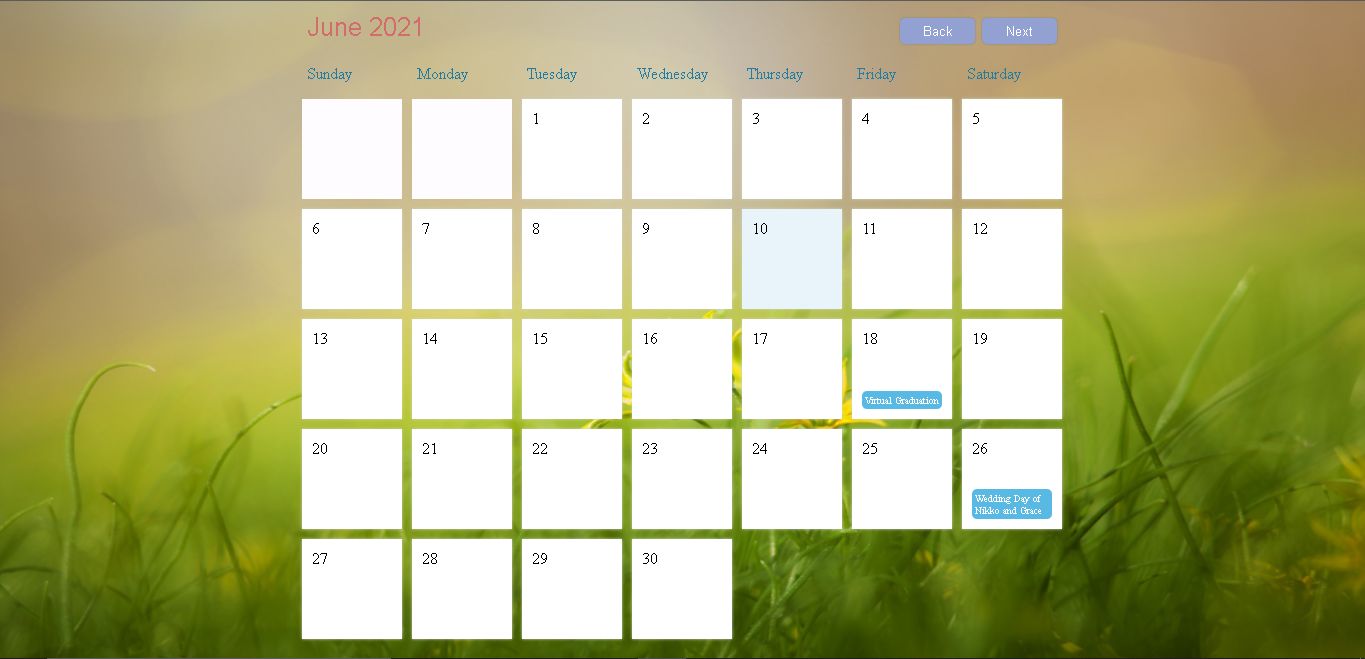 June 2021
Back Next
Sunday Monday Tuesday Wednesday Thursday Friday Saturday
1 2 3 4 5
6 7 8 9 10 11 12
13 14 15 16 17 18 19
Virtual Graduation
20 21 22 23 24 25 26
Wedding Day of
Nikko and Grace
27 28 29 30